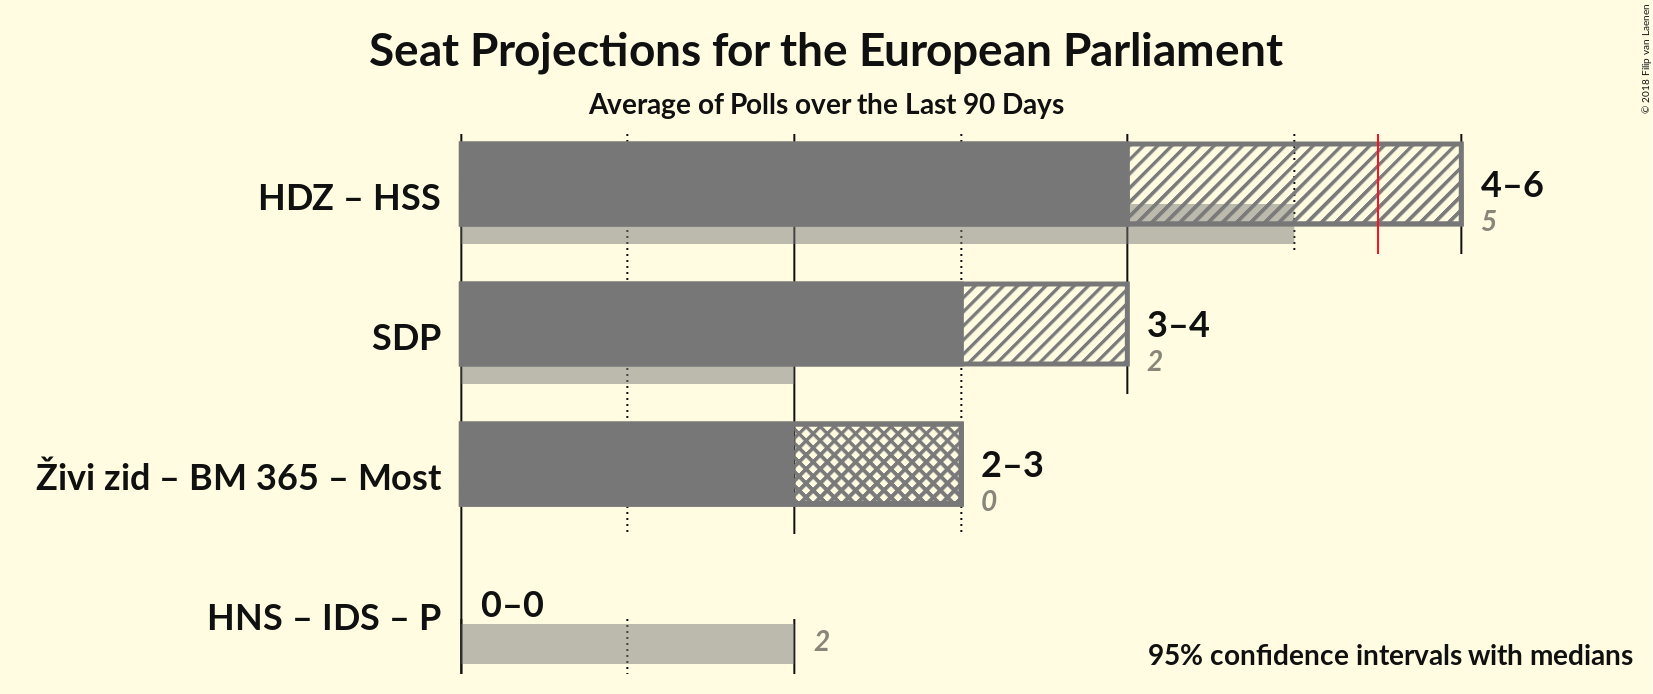 Seat Projections for the European Parliament
Average of Polls over the Last 90 Days
© 2018 Filip van Laenen
HDZ – HSS
4–6
5
SDP
3–4
2
Živi zid – BM 365 – Most
2–3
0
HNS – IDS – P
0–0
2
95% confidence intervals with medians